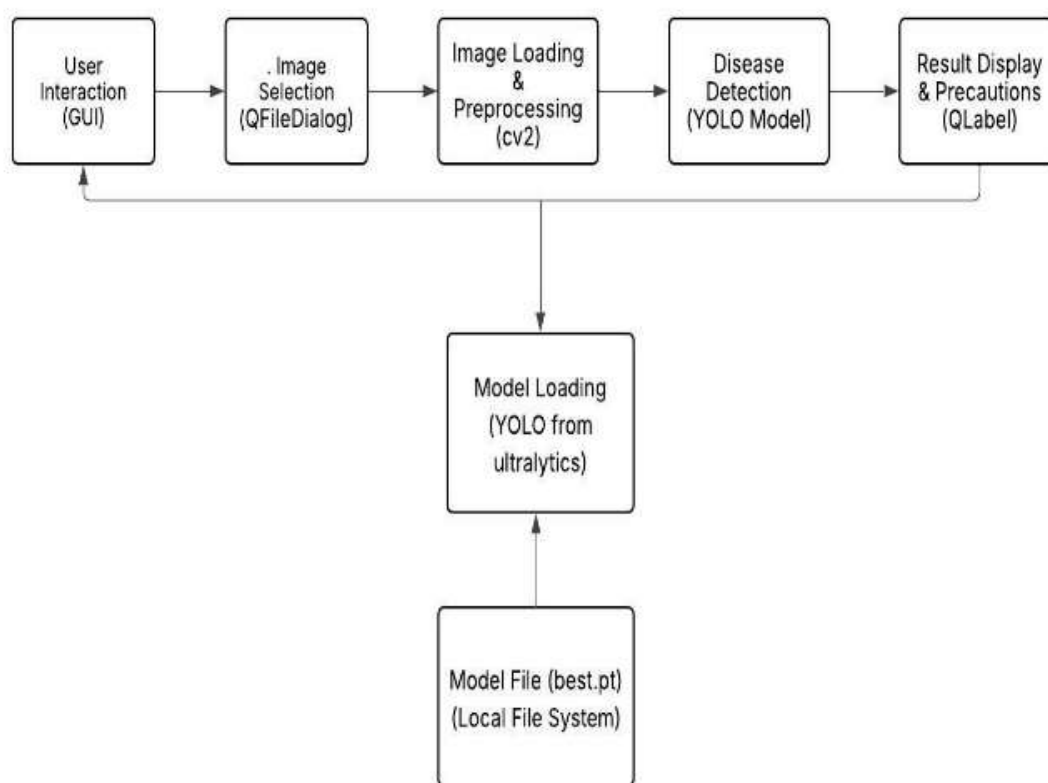 User
Interaction
(GUI)
. Image
Selection
(QFileDialog)
Image Loading
&
Preprocessing
(cv2)
Disease
Detection
(YOLO Model)
Result Display
& Precautions
(QLabel)
Model Loading
(YOLO from
ultralytics)
Model File (best.pt)
(Local File System)